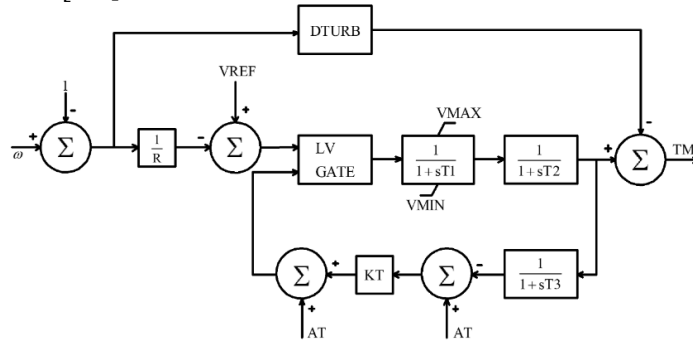 DTURB
1
VREF
ω
Σ
1
R
Σ
LV
GATE
VMAX
1
1+sT1
VMIN
1
1+sT2
Σ
TM
Σ
KT
Σ
1
1+sT3
AT
AT